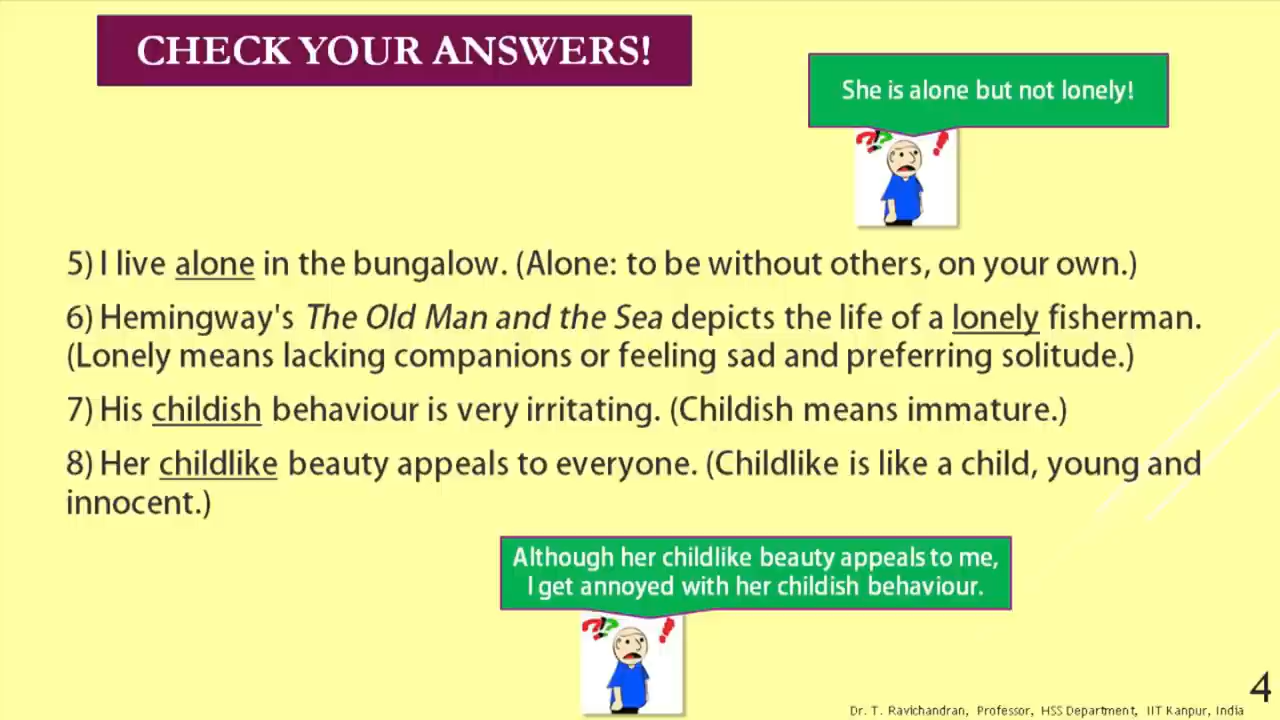 CHECK YOUR ANSWERS!
She is alone but not lonely!
5) I live alone in the bungalow. (Alone: to be without others, on your own.)
6) Hemingway's The Old Man and the Sea depicts the life of a lonely fisherman.
(Lonely means lacking companions or feeling sad and preferring solitude.)
7) His childish behaviour is very irritating. (Childish means immature.)
8) Her childlike beauty appeals to everyone. (Childlike is like a child, young and
innocent.)
Although her childlike beauty appeals to me,
I get annoyed with her childish behaviour.
4
Dr. T. Ravichandran, Professor, HSS Department, IIT Kanpur, India